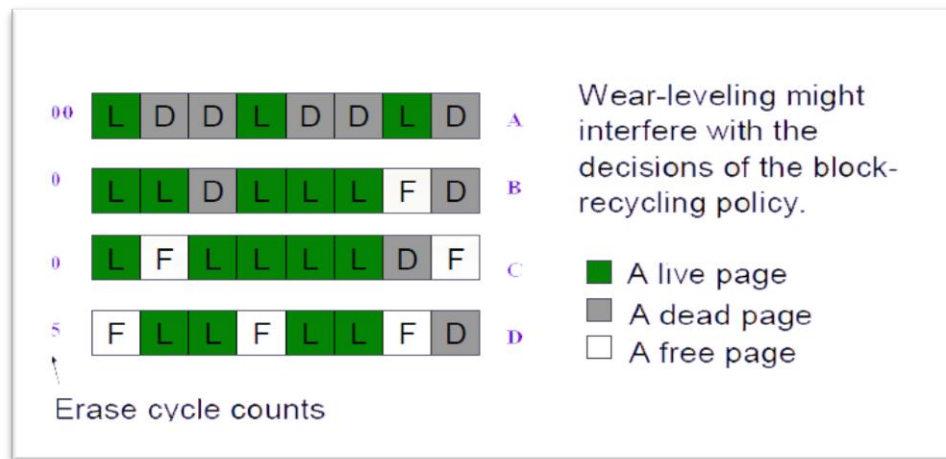 00 L D D L D D L D A
0 L L D L L L F D B
0 L F L L L L D F C
5 F L L F L L F D D
Erase cycle counts
Wear-leveling might
interfere with the
decisions of the block-
recycling policy.
A live page
A dead page
A free page